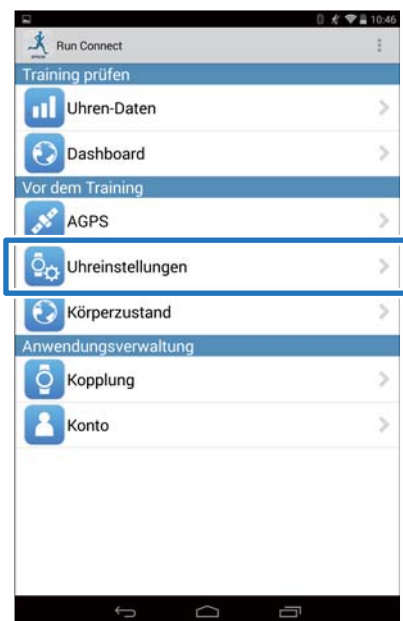 10:46
Run Connect
Training prüfen
Uhren-Daten
Dashboard
Vor dem Training
AGPS
Uhreinstellungen
Körperzustand
Anwendungsverwaltung
Kopplung
Konto